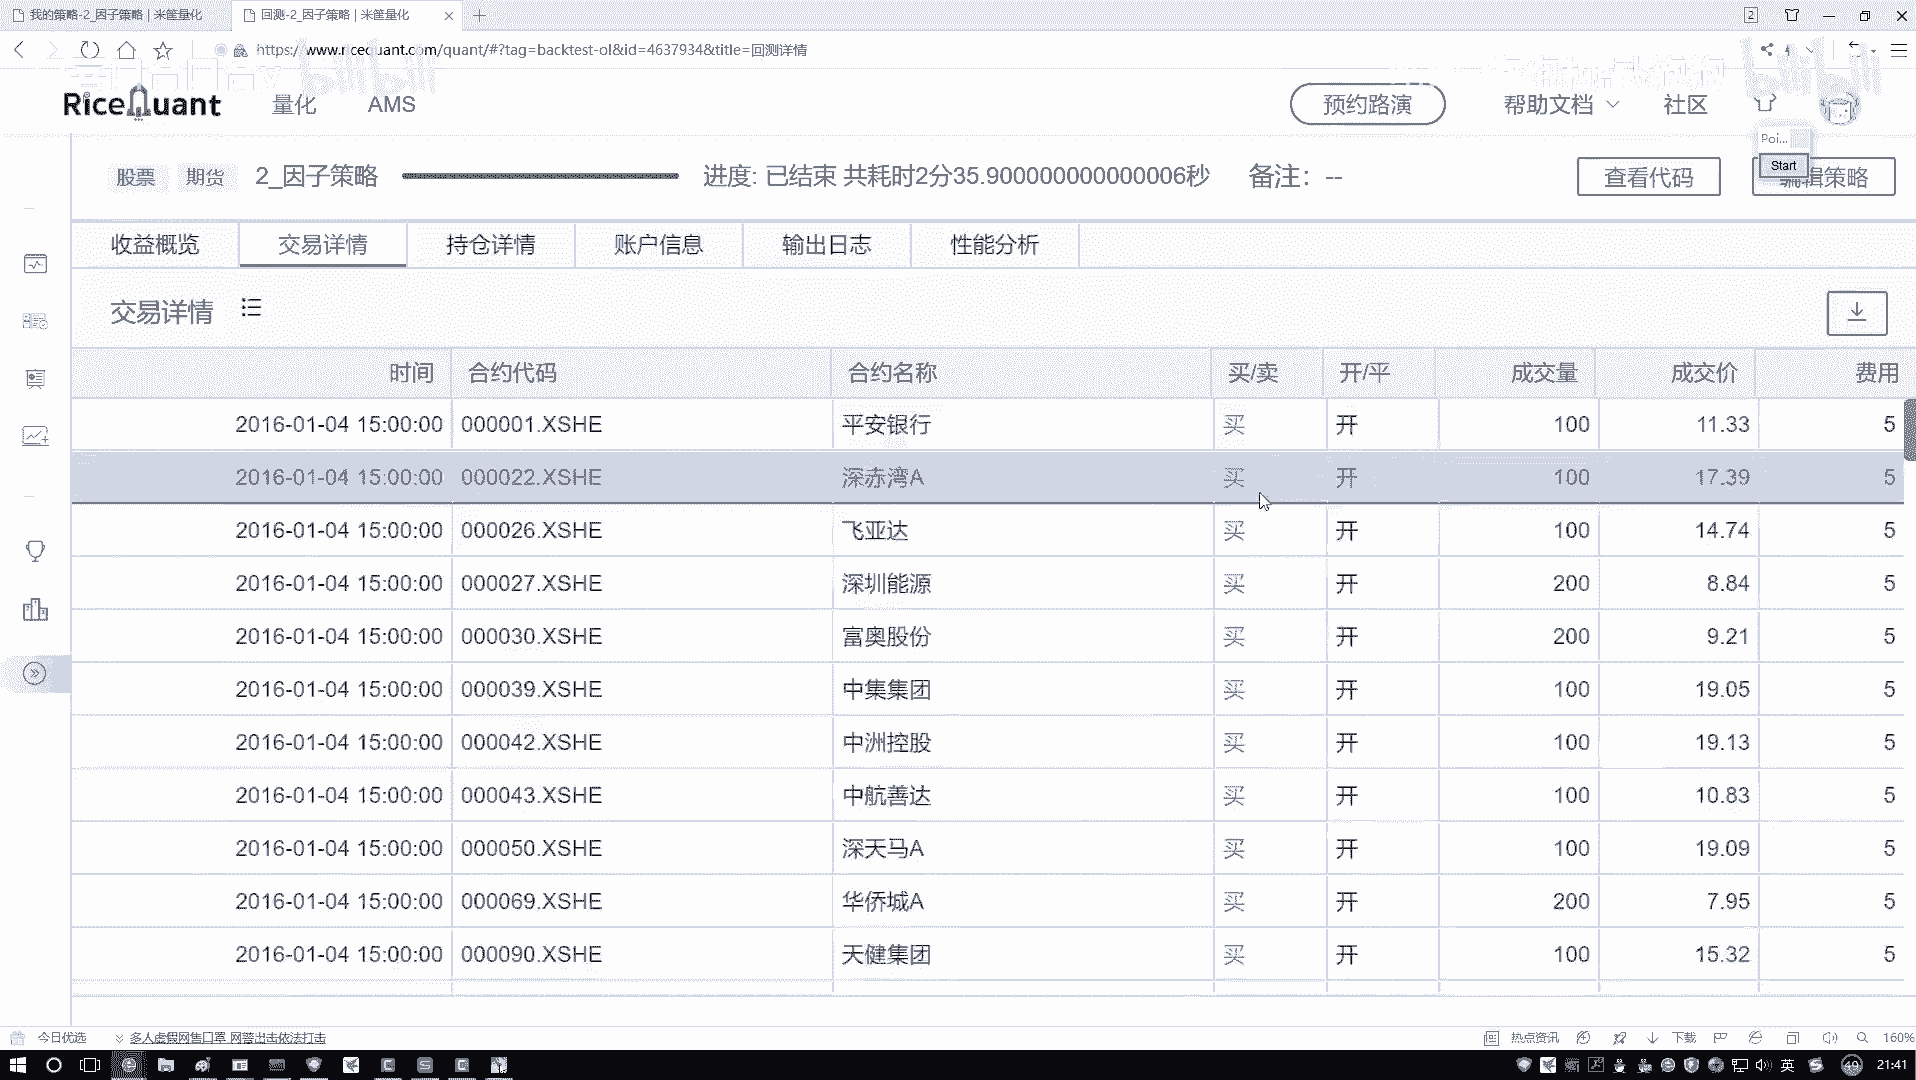 我的策略-2_因子策略 | 米筐量化
回测-2_因子策略 | 米筐量化
2
https://www.ricequant.com/quant/#?tag=backtest-ol&id=4637934&title=回测详情
bilibili
bilibili
RiceQuant 量化 AMS 预约路演 帮助文档 社区
Poi...
Start
股票 期货 2_因子策略 进度: 已结束 共耗时2分35.900000000000006秒 备注: -- 查看代码 编辑策略
收益概览 交易详情 持仓详情 账户信息 输出日志 性能分析
交易详情
时间 合约代码 合约名称 买/卖 开/平 成交量 成交价 费用
2016-01-04 15:00:00 000001.XSHE 平安银行 买 开 100 11.33 5
2016-01-04 15:00:00 000022.XSHE 深赤湾A 买 开 100 17.39 5
2016-01-04 15:00:00 000026.XSHE 飞亚达 买 开 100 14.74 5
2016-01-04 15:00:00 000027.XSHE 深圳能源 买 开 200 8.84 5
2016-01-04 15:00:00 000030.XSHE 富奥股份 买 开 200 9.21 5
2016-01-04 15:00:00 000039.XSHE 中集集团 买 开 100 19.05 5
2016-01-04 15:00:00 000042.XSHE 中洲控股 买 开 100 19.13 5
2016-01-04 15:00:00 000043.XSHE 中航善达 买 开 100 10.83 5
2016-01-04 15:00:00 000050.XSHE 深天马A 买 开 100 19.09 5
2016-01-04 15:00:00 000069.XSHE 华侨城A 买 开 200 7.95 5
2016-01-04 15:00:00 000090.XSHE 天健集团 买 开 100 15.32 5
今日优选 多人虚假网售口罩 网警出击依法打击 热点资讯 下载 160%
英 49 21:41